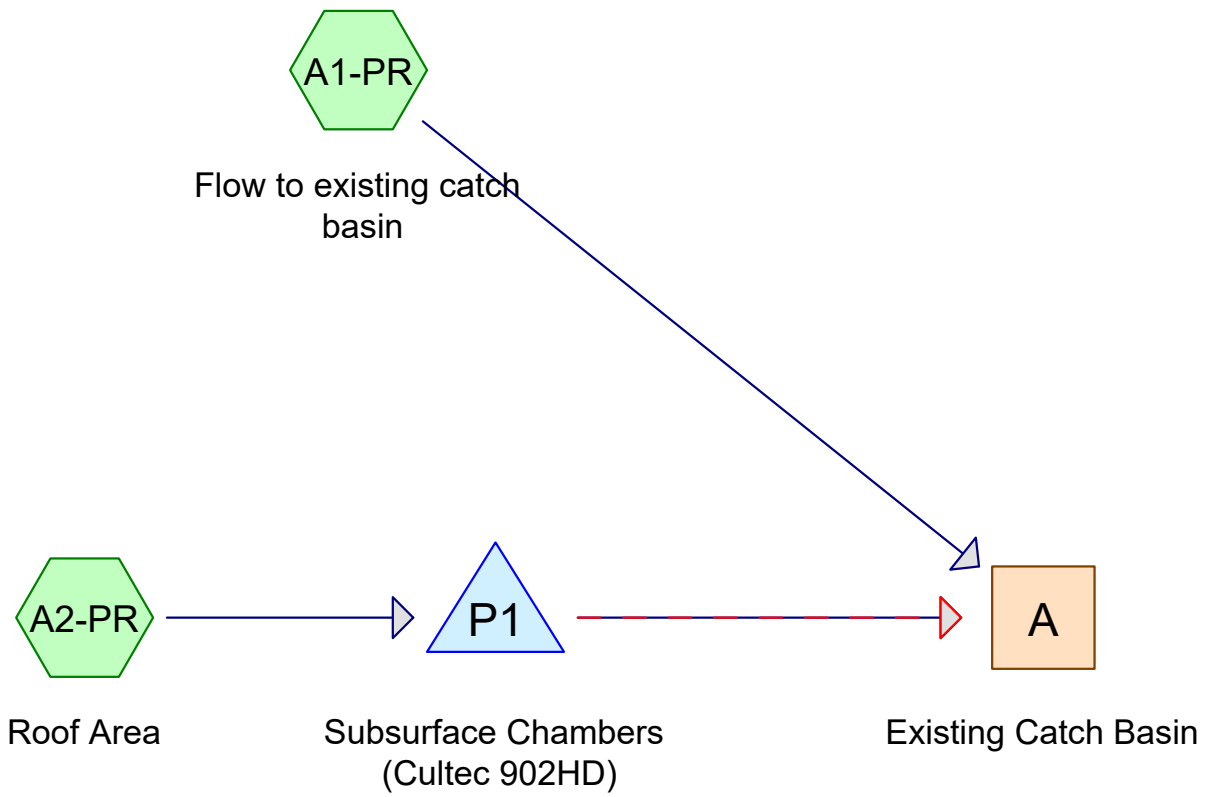 A1-PR
Flow to existing catch
basin
A2-PR
P1
A
Roof Area
Subsurface Chambers
(Cultec 902HD)
Existing Catch Basin